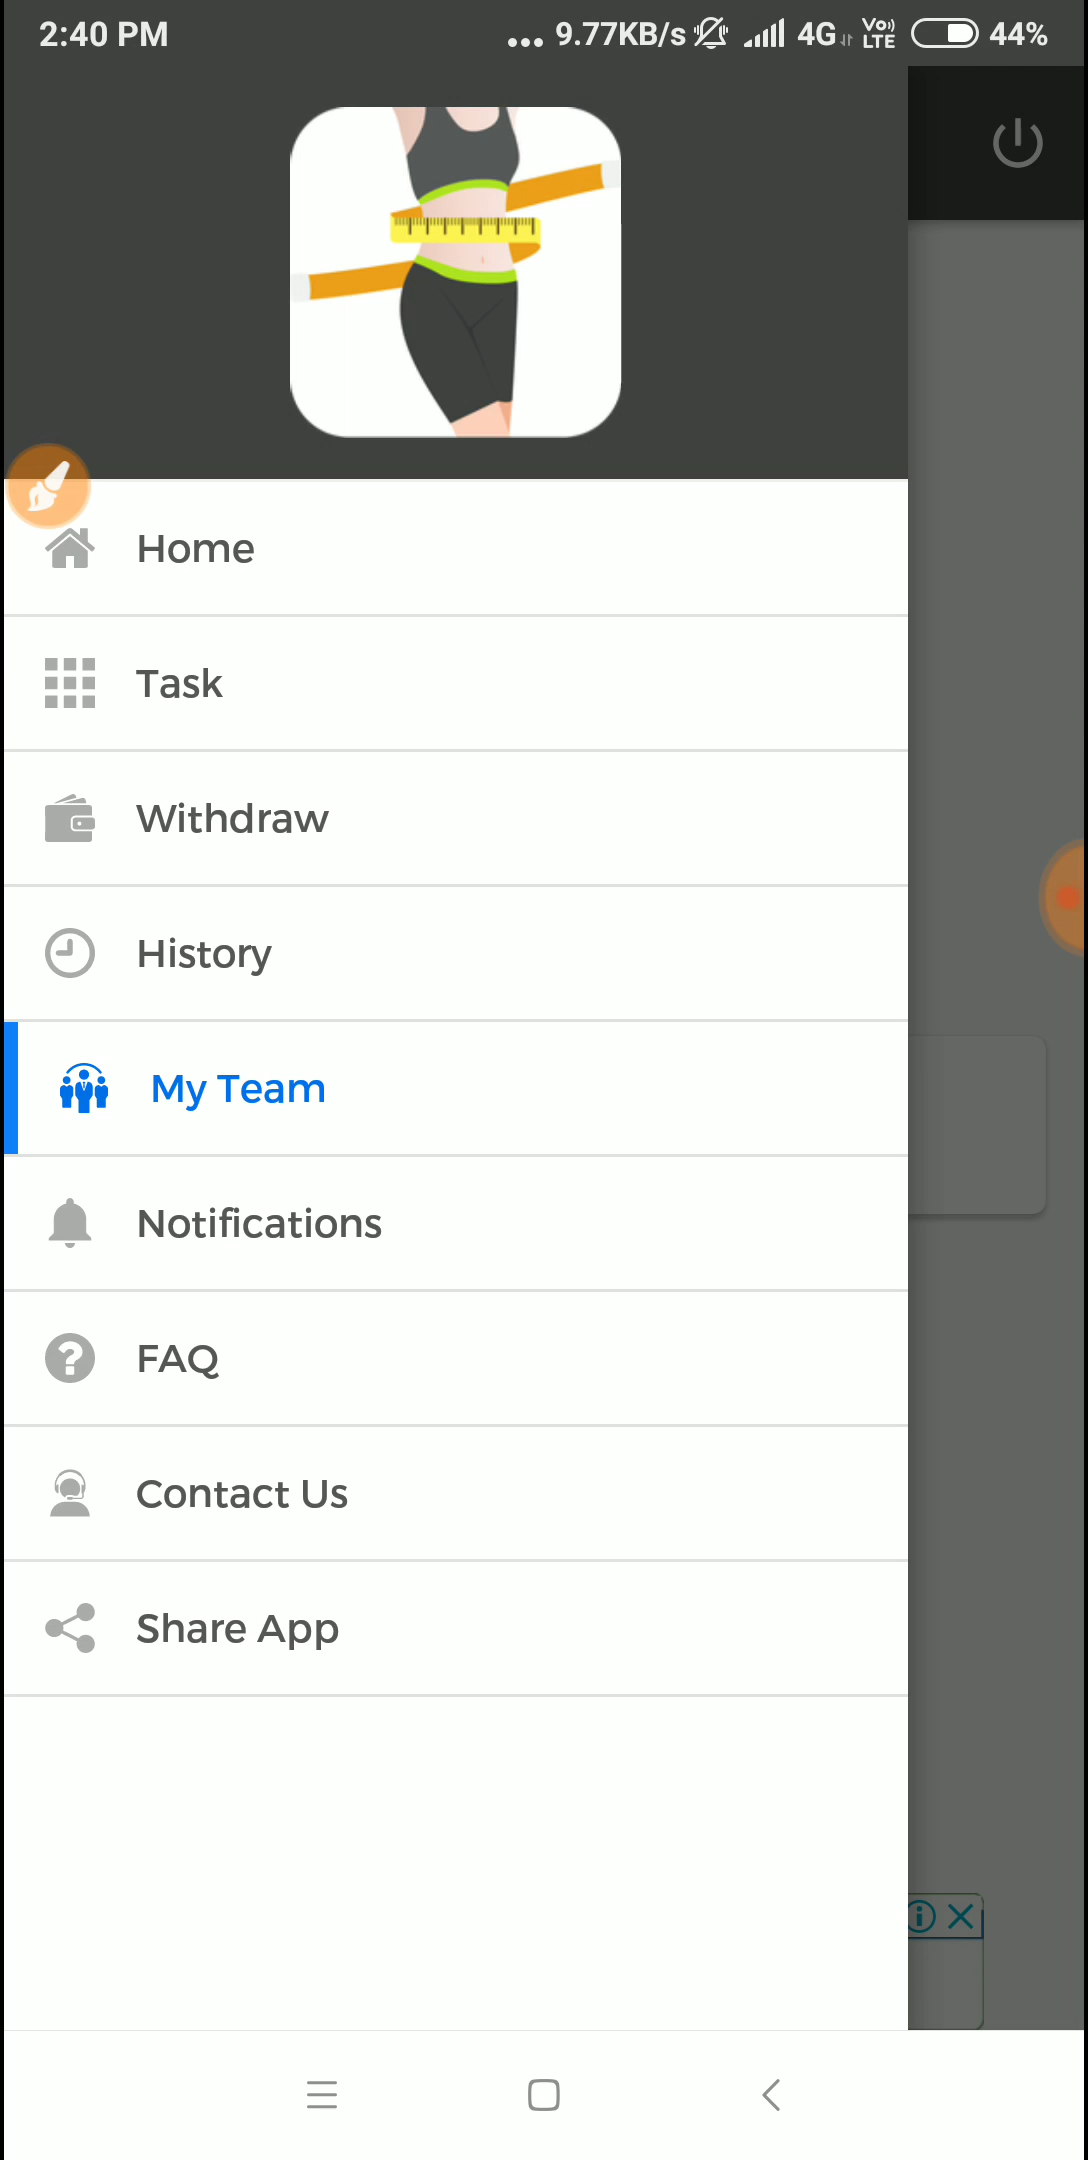 2:40 PM ... 9.77KB/s 4G VoLTE 44%
Home
Task
Withdraw
History
My Team
Notifications
FAQ
Contact Us
Share App